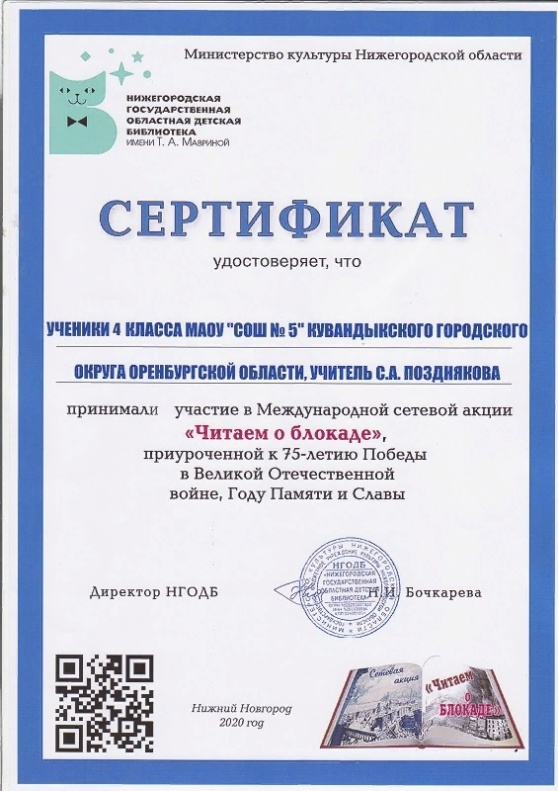 Министерство культуры Нижегородской области
НИЖЕГОРОДСКАЯ
ГОСУДАРСТВЕННАЯ
ОБЛАСТНАЯ ДЕТСКАЯ
БИБЛИОТЕКА
ИМЕНИ Т. А. МАВРИНОЙ
СЕРТИФИКАТ
удостоверяет, что
УЧЕНИКИ 4 КЛАССА МАОУ "СОШ № 5" КУВАНДЫКСКОГО ГОРОДСКОГО
ОКРУГА ОРЕНБУРГСКОЙ ОБЛАСТИ, УЧИТЕЛЬ С.А. ПОЗДНЯКОВА
принимали участие в Международной сетевой акции
«Читаем о блокаде»,
приуроченной к 75-летию Победы
в Великой Отечественной
войне, Году Памяти и Славы
НГОДБ
«НИЖЕГОРОДСКАЯ
ГОСУДАРСТВЕННАЯ
ОБЛАСТНАЯ ДЕТСКАЯ
БИБЛИОТЕКА»
Директор НГОДБ Н.И. Бочкарева
Сетевая
акция
«Читаем
о
БЛОКАДЕ»
Нижний Новгород
2020 год